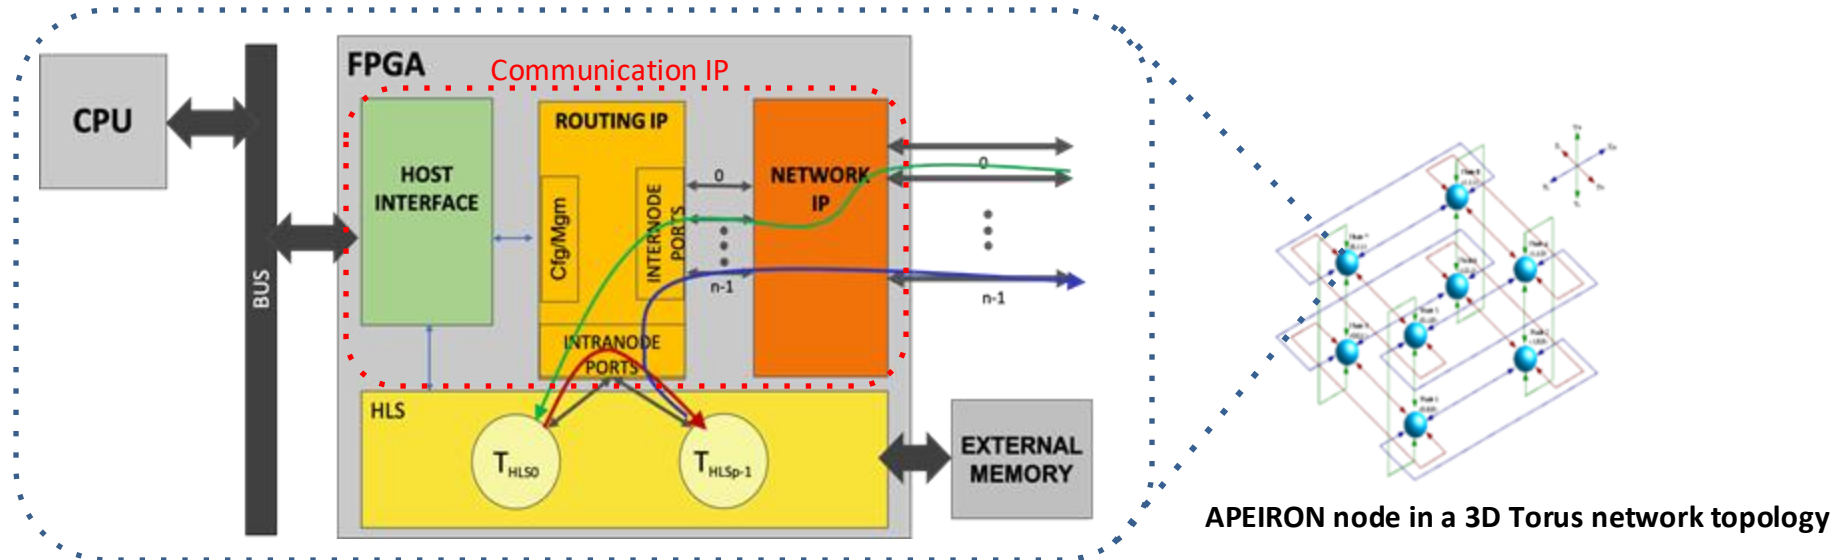 FPGA
Communication IP
CPU
BUS
HOST
INTERFACE
ROUTING IP
Cfg/Mgm
INTERNODE
PORTS
INTRANODE
PORTS
0
n-1
NETWORK
IP
0
n-1
HLS
THLS0
THLSp-1
EXTERNAL
MEMORY
APEIRON node in a 3D Torus network topology